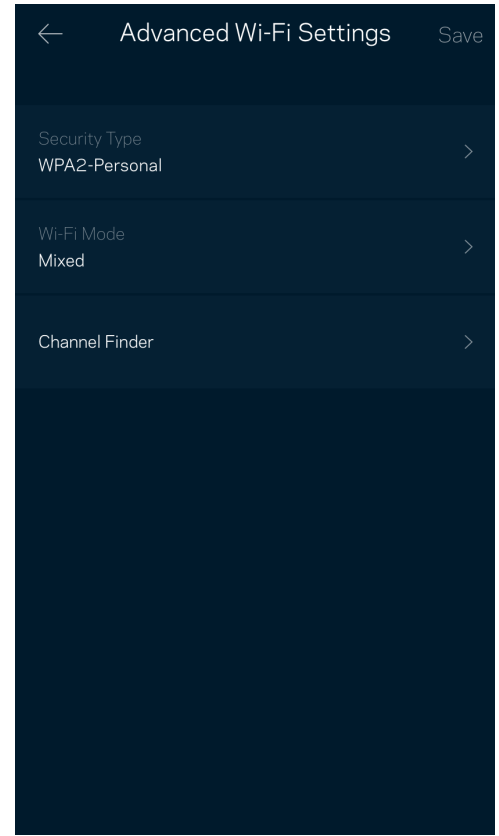 Advanced Wi-Fi Settings Save
Security Type
WPA2-Personal
Wi-Fi Mode
Mixed
Channel Finder